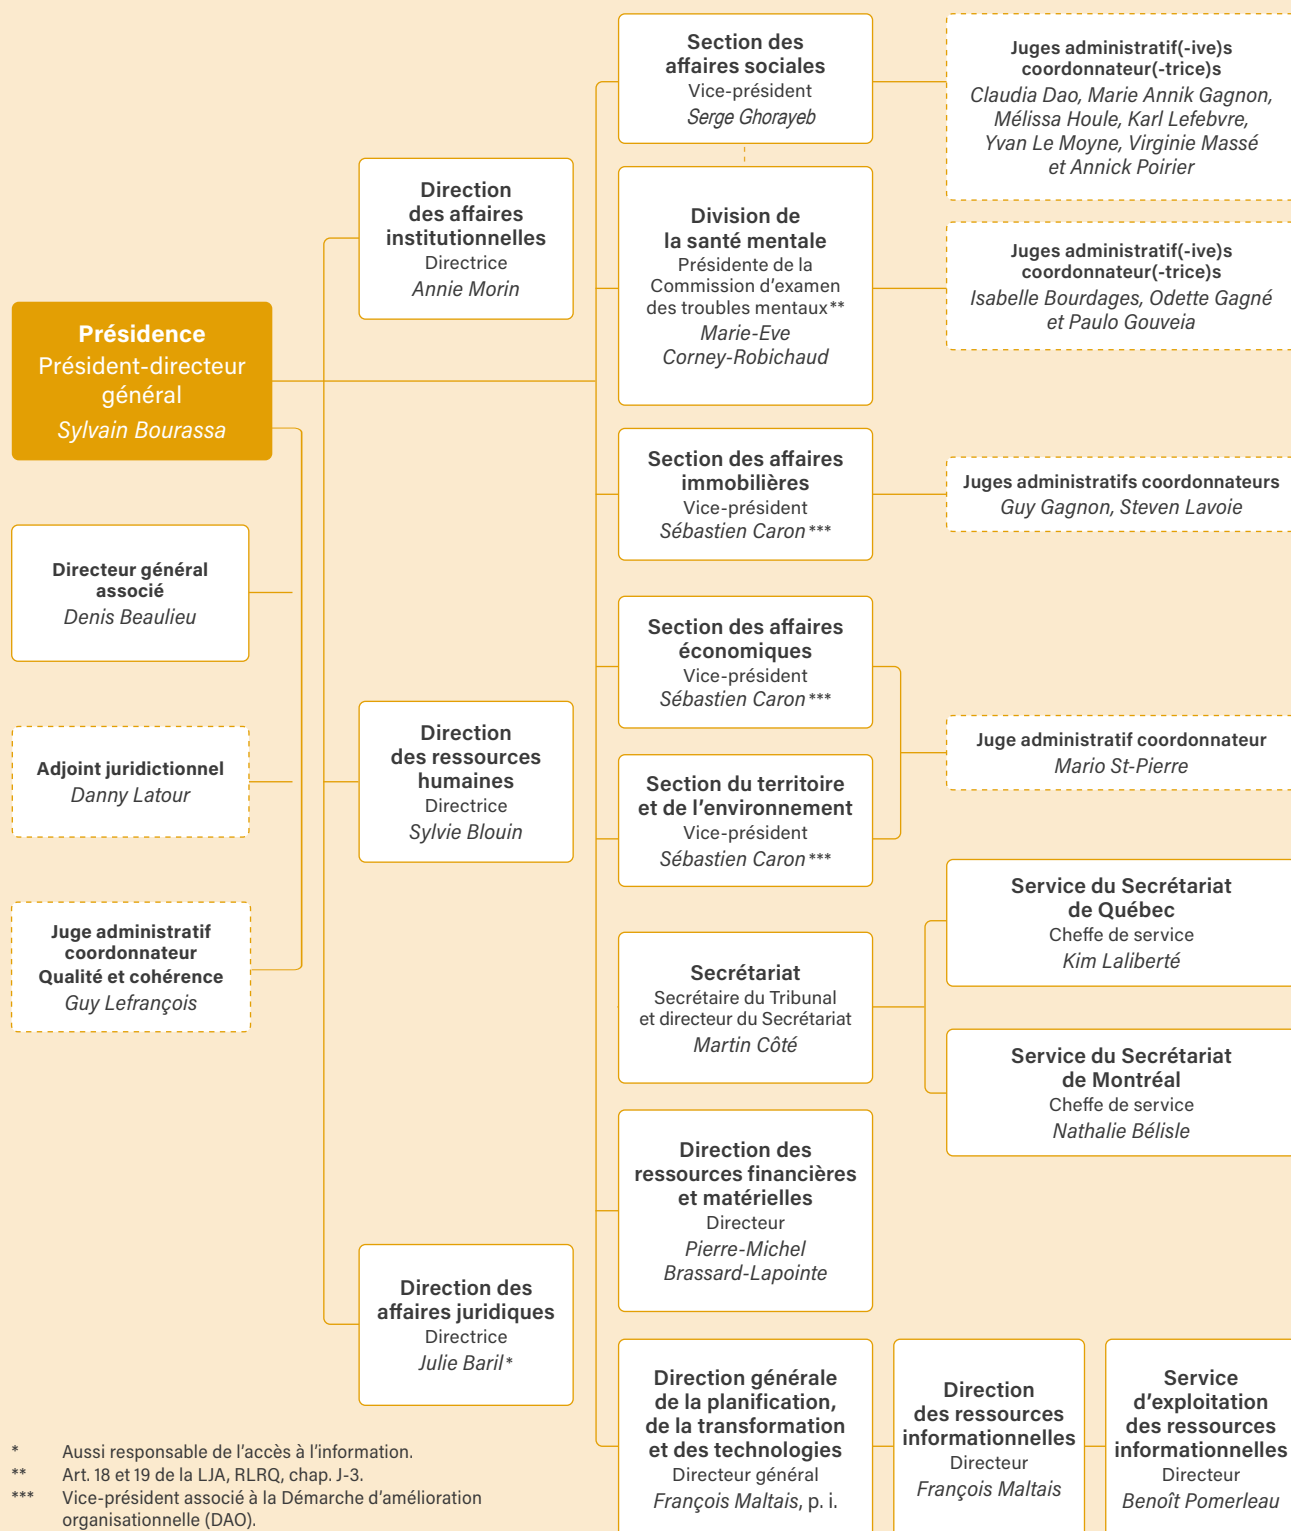 Présidence
Président-directeur
général
Sylvain Bourassa
Directeur général
associé
Denis Beaulieu
Adjoint juridictionnel
Danny Latour
Juge administratif
coordonnateur
Qualité et cohérence
Guy Lefrançois
Direction
des affaires
institutionnelles
Directrice
Annie Morin
Direction
des ressources
humaines
Directrice
Sylvie Blouin
Direction des
affaires juridiques
Directrice
Julie Baril*
Section des
affaires sociales
Vice-président
Serge Ghorayeb
Juges administratif(-ive)s
coordonnateur(-trice)s
Claudia Dao, Marie Annik Gagnon,
Mélissa Houle, Karl Lefebvre,
Yvan Le Moyne, Virginie Massé
et Annick Poirier
Division de
la santé mentale
Présidente de la
Commission d'examen
des troubles mentaux**
Marie-Eve
Corney-Robichaud
Juges administratif(-ive)s
coordonnateur(-trice)s
Isabelle Bourdages, Odette Gagné
et Paulo Gouveia
Section des affaires
immobilières
Vice-président
Sébastien Caron***
Juges administratifs coordonnateurs
Guy Gagnon, Steven Lavoie
Section des affaires
économiques
Vice-président
Sébastien Caron***
Section du territoire
et de l'environnement
Vice-président
Sébastien Caron***
Juge administratif coordonnateur
Mario St-Pierre
Secrétariat
Secrétaire du Tribunal
et directeur du Secrétariat
Martin Côté
Service du Secrétariat
de Québec
Cheffe de service
Kim Laliberté
Service du Secrétariat
de Montréal
Cheffe de service
Nathalie Bélisle
Direction des
ressources financières
et matérielles
Directeur
Pierre-Michel
Brassard-Lapointe
Direction générale
de la planification,
de la transformation
et des technologies
Directeur général
François Maltais, p. i.
Direction
des ressources
informationnelles
Directeur
François Maltais
Service
d'exploitation
des ressources
informationnelles
Directeur
Benoît Pomerleau
* Aussi responsable de l'accès à l'information.
** Art. 18 et 19 de la LJA, RLRQ, chap. J-3.
*** Vice-président associé à la Démarche d'amélioration
organisationnelle (DAO).